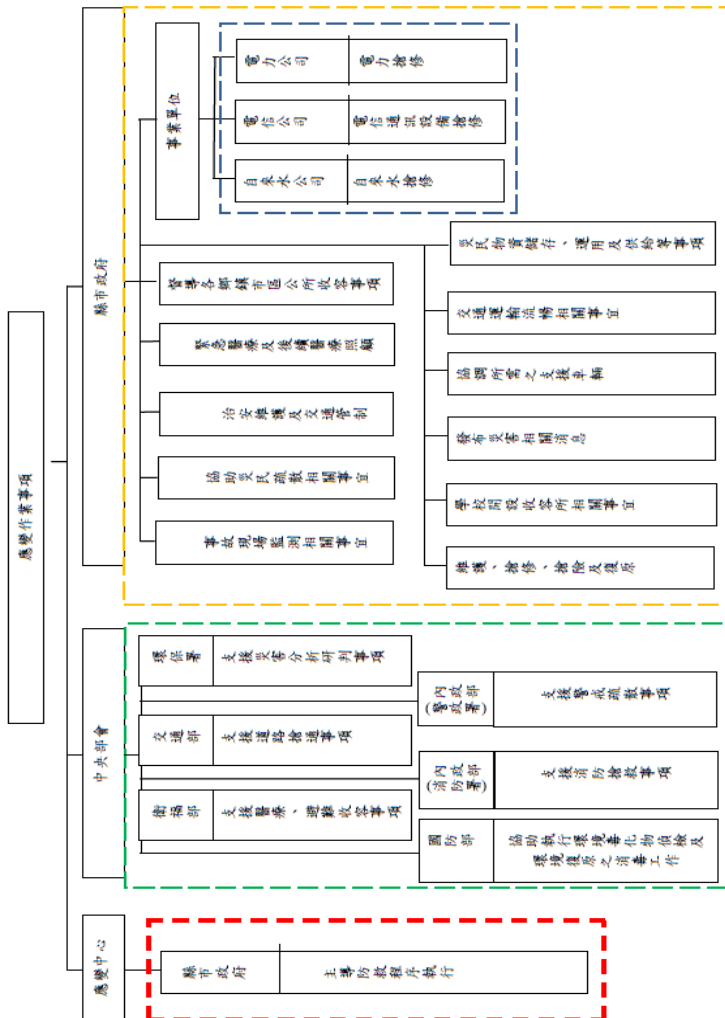 應變作業事項
應變中心
縣市政府
主導防救程序執行
中央部會
衛福部
支援醫療、避難收容事項
交通部
支援道路搶通事項
環保署
支援災害分析研判事項
國防部
協助執行環境毒化物偵檢及
環境復原之消毒工作
內政部
(消防署)
支援消防搶救事項
內政部
(警政署)
支援警戒疏散事項
縣市政府
事故現場監測相關事宜
協助災民疏散相關事宜
治安維護及交通管制
緊急醫療及後續醫療照顧
督導各鄉鎮市區公所收容事項
維護、搶修、搶險及復原
學校開設收容所相關事宜
發布災害相關消息
協調所需之支援車輛
交通運輸流暢相關事宜
災民物資儲存、運用及供給等事項
事業單位
自來水公司
自來水搶修
電信公司
電信通訊設備搶修
電力公司
電力搶修